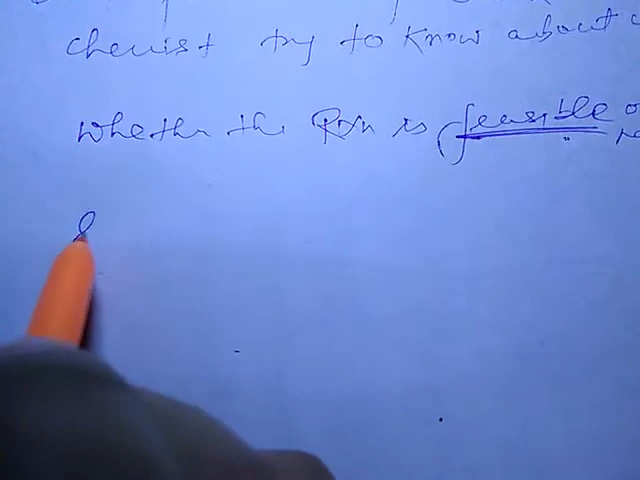 chemist try to know about
whether the Rxn is feasible